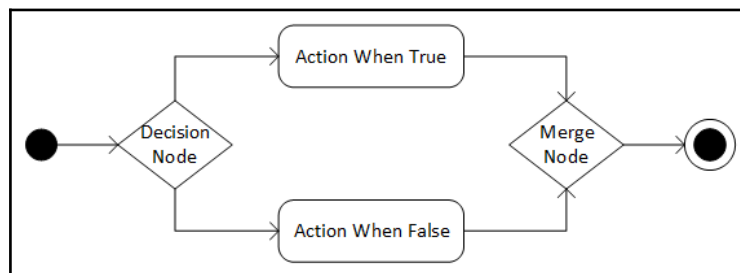 Action When True
Decision
Node
Merge
Node
Action When False